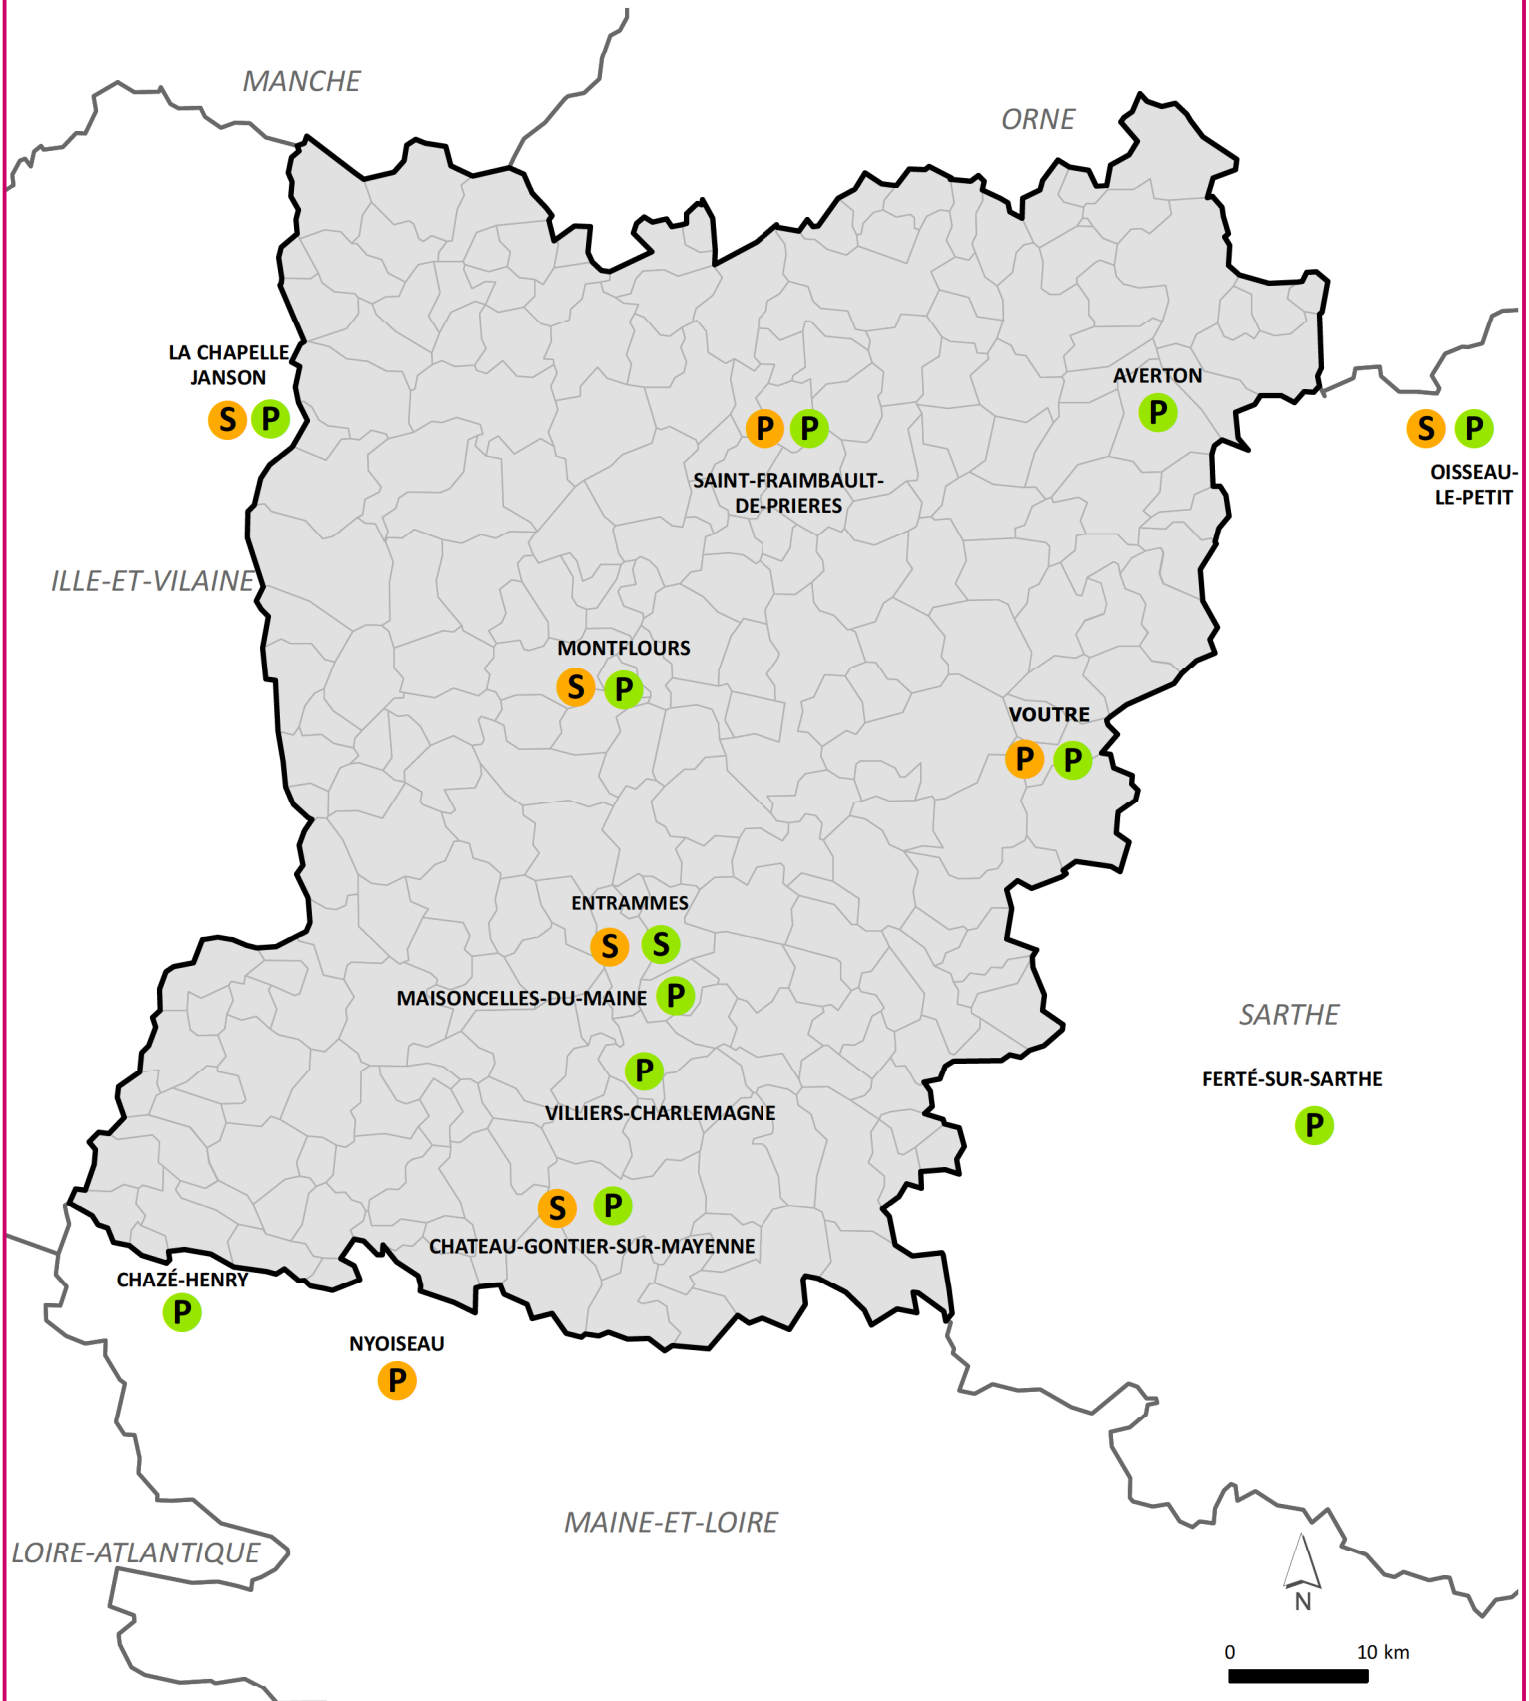 MANCHE
ORNE
LA CHAPELLE
JANSON
S P
AVERTON
P
P P
SAINT-FRAIMBAULT-
DE-PRIERES
S P
OISSEAU-
LE-PETIT
ILLE-ET-VILAINE
MONTFLOURS
S P
VOUTRE
P P
ENTRAMMES
S S
MAISONCELLES-DU-MAINE P
SARTHE
FERTÉ-SUR-SARTHE
P
P
VILLIERS-CHARLEMAGNE
S P
CHATEAU-GONTIER-SUR-MAYENNE
CHAZÉ-HENRY
P
NYOISEAU
P
MAINE-ET-LOIRE
LOIRE-ATLANTIQUE
N
0 10 km